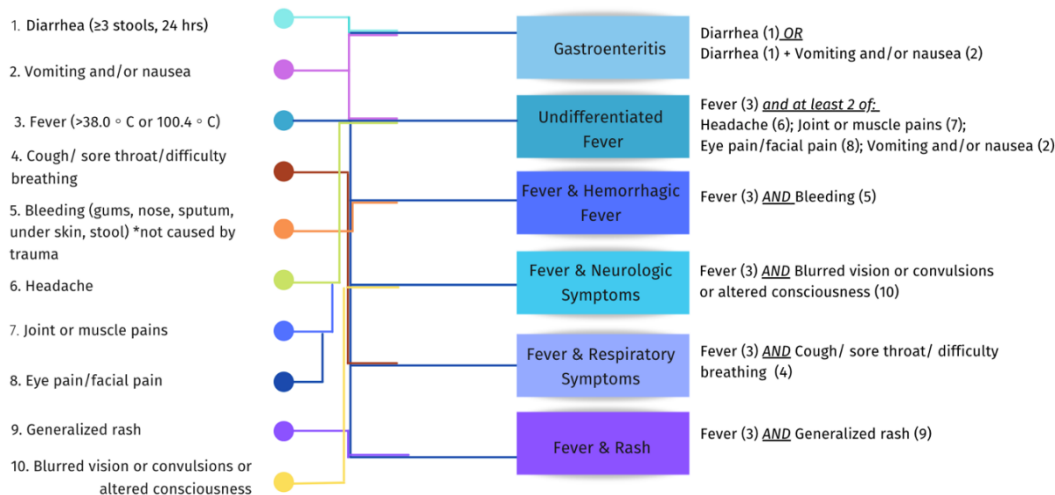 1. Diarrhea (≥3 stools, 24 hrs)
2. Vomiting and/or nausea
3. Fever (>38.0 ° C or 100.4 ° C)
4. Cough/ sore throat/difficulty
breathing
5. Bleeding (gums, nose, sputum,
under skin, stool) *not caused by
trauma
6. Headache
7. Joint or muscle pains
8. Eye pain/facial pain
9. Generalized rash
10. Blurred vision or convulsions or
altered consciousness
Gastroenteritis
Undifferentiated
Fever
Fever & Hemorrhagic
Fever
Fever & Neurologic
Symptoms
Fever & Respiratory
Symptoms
Fever & Rash
Diarrhea (1) OR
Diarrhea (1) + Vomiting and/or nausea (2)
Fever (3) and at least 2 of:
Headache (6); Joint or muscle pains (7);
Eye pain/facial pain (8); Vomiting and/or nausea (2)
Fever (3) AND Bleeding (5)
Fever (3) AND Blurred vision or convulsions
or altered consciousness (10)
Fever (3) AND Cough/ sore throat/ difficulty
breathing (4)
Fever (3) AND Generalized rash (9)